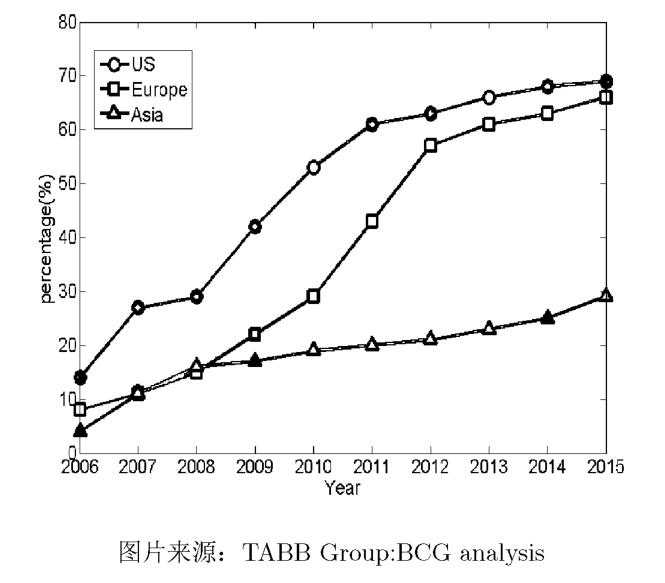 80
US
70
Europe
Asia
60
50
percentage(%)
40
30
20
10
0
2006 2007 2008 2009 2010 2011 2012 2013 2014 2015
Year
图片来源：TABB Group:BCG analysis